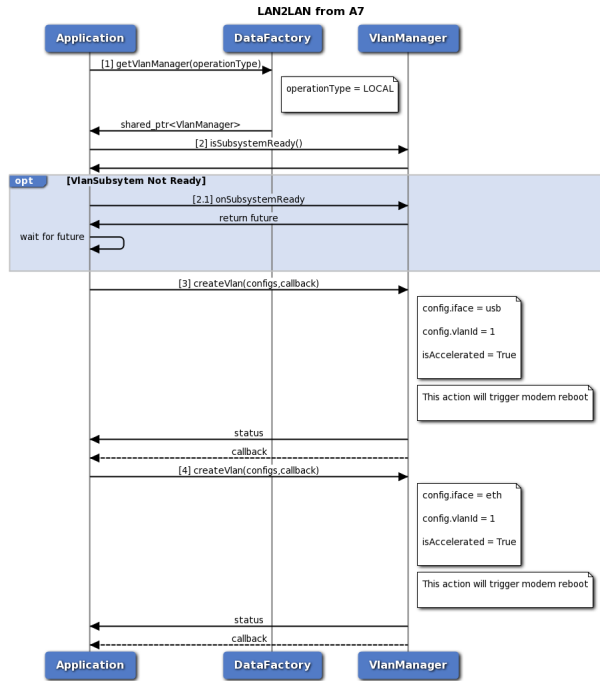 LAN2LAN from A7
Application
DataFactory
VlanManager
[1] getVlanManager(operationType)
operationType = LOCAL
shared_ptr<VlanManager>
[2] isSubsystemReady()
opt
[VlanSubsytem Not Ready]
[2.1] onSubsystemReady
return future
wait for future
[3] createVlan(configs,callback)
config.iface = usb
config.vlanId = 1
isAccelerated = True
This action will trigger modem reboot
status
callback
[4] createVlan(configs,callback)
config.iface = eth
config.vlanId = 1
isAccelerated = True
This action will trigger modem reboot
status
callback
Application
DataFactory
VlanManager